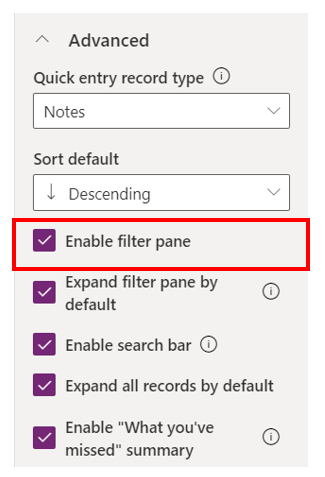 Advanced
Quick entry record type
Notes
Sort default
Descending
Enable filter pane
Expand filter pane by
default
Enable search bar
Expand all records by default
Enable "What you've
missed" summary